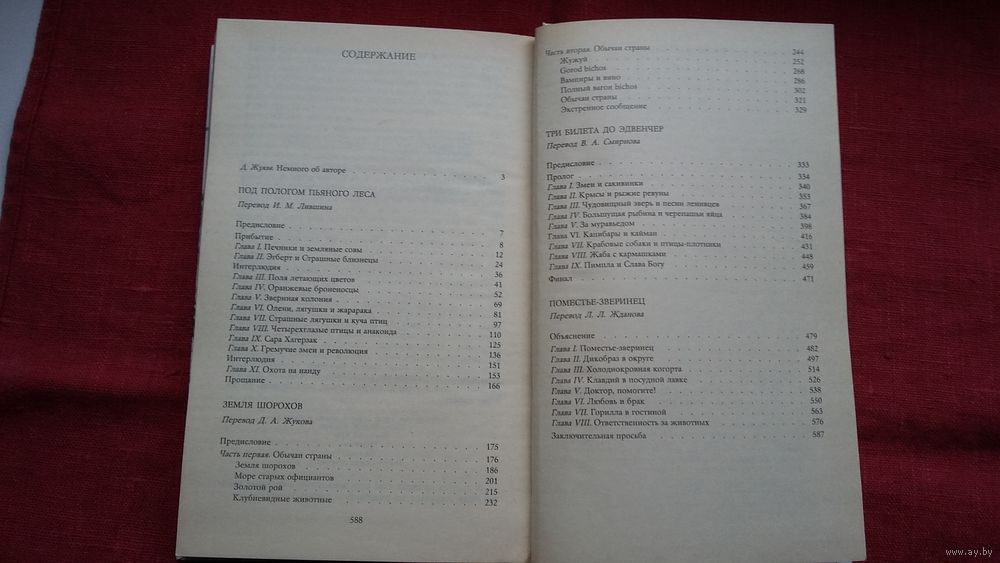 СОДЕРЖАНИЕ
Д. Жуков. Немного об авторе 3
ПОД ПОЛОГОМ ПЬЯНОГО ЛЕСА
Перевод И. М. Лившина
Предисловие 7
Прибытие 8
Глава I. Печники и земляные совы 12
Глава II. Эгберт и Страшные близнецы 24
Интерлюдия 36
Глава III. Поля летающих цветов 41
Глава IV. Оранжевые броненосцы 52
Глава V. Звериная колония 69
Глава VI. Олени, лягушки и жарарака 81
Глава VII. Страшные лягушки и куча птиц 97
Глава VIII. Четырехглазые птицы и анаконда 110
Глава IX. Сара Хагерзак 125
Глава X. Гремучие змеи и революция 136
Интерлюдия 151
Глава XI. Охота на нанду 153
Прощание 166
ЗЕМЛЯ ШОРОХОВ
Перевод Д. А. Жукова
Предисловие 175
Часть первая. Обычаи страны 176
Земля шорохов 186
Море старых официантов 201
Золотой рой 215
Клубневидные животные 232
588
Часть вторая. Обычаи страны 244
Жужуй 252
Gorod bichos 268
Вампиры и вино 286
Полный вагон bichos 302
Обычаи страны 321
Экстренное сообщение 329
ТРИ БИЛЕТА ДО ЭДВЕНЧЕР
Перевод В. А. Смирнова
Предисловие 333
Пролог 334
Глава I. Змеи и сакивинки 340
Глава II. Крысы и рыжие ревуны 353
Глава III. Чудовищный зверь и песни ленивцев 367
Глава IV. Большущая рыбина и черепашьи яйца 384
Глава V. За муравьедом 398
Глава VI. Капибары и кайман 416
Глава VII. Крабовые собаки и птицы-плотники 431
Глава VIII. Жаба с кармашками 448
Глава IX. Пимпла и Слава Богу 459
Финал 471
ПОМЕСТЬЕ-ЗВЕРИНЕЦ
Перевод Л. Л. Жданова
Объяснение 479
Глава I. Поместье-зверинец 482
Глава II. Дикобраз в округе 497
Глава III. Холоднокровная когорта 514
Глава IV. Клавдий в посудной лавке 526
Глава V. Доктор, помогите! 538
Глава VI. Любовь и брак 550
Глава VII. Горилла в гостиной 563
Глава VIII. Ответственность за животных 576
Заключительная просьба 587
www.ay.by